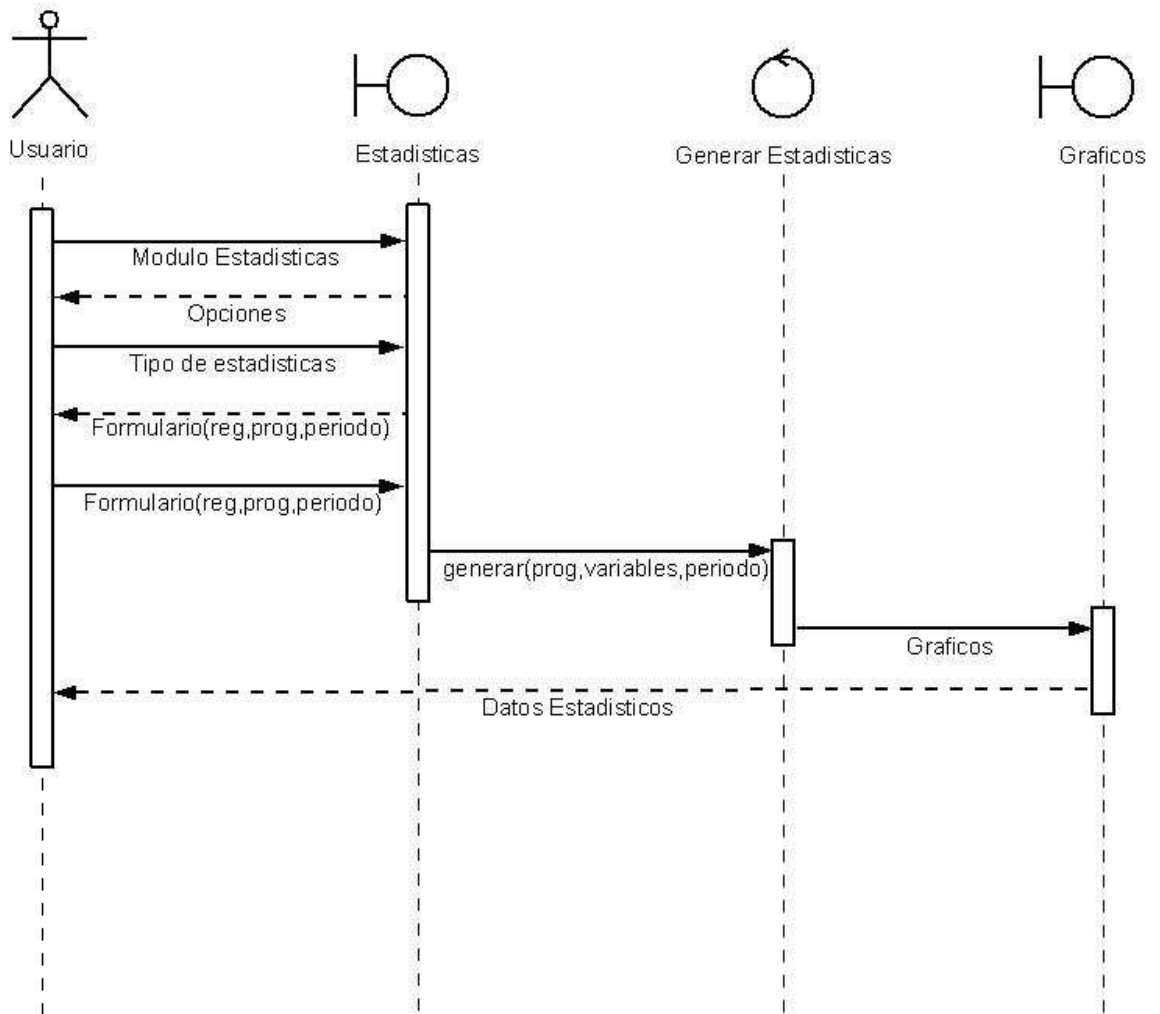 Usuario
Estadisticas
Generar Estadisticas
Graficos
Modulo Estadisticas
Opciones
Tipo de estadisticas
Formulario(reg,prog,periodo)
Formulario(reg,prog,periodo)
generar(prog,variables,periodo)
Graficos
Datos Estadisticos